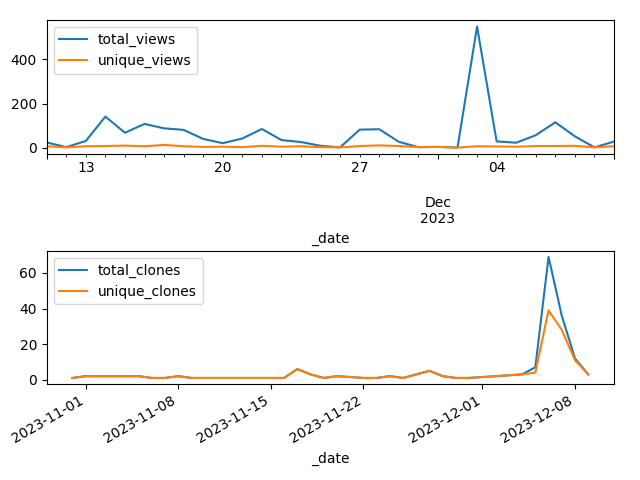 total_views
unique_views
400
200
0
13
20
27
04
Dec
2023
_date
total_clones
unique_clones
60
40
20
0
2023-11-01
2023-11-08
2023-11-15
2023-11-22
2023-12-01
2023-12-08
_date